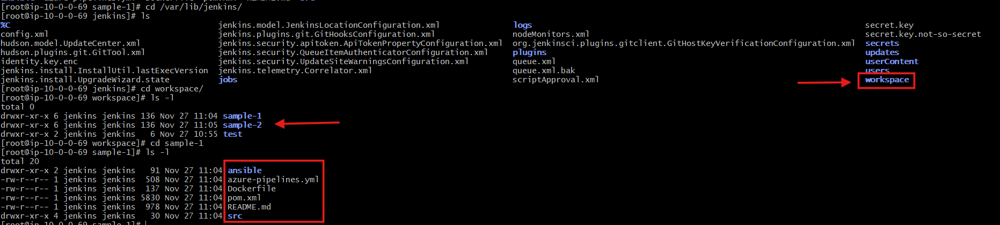 [root@ip-10-0-0-69 sample-1]# cd /var/lib/jenkins/
[root@ip-10-0-0-69 jenkins]# ls
%C jenkins.model.JenkinsLocationConfiguration.xml logs secret.key
config.xml jenkins.plugins.git.GitHooksConfiguration.xml nodeMonitors.xml secret.key.not-so-secret
hudson.model.UpdateCenter.xml jenkins.security.apitoken.ApiTokenPropertyConfiguration.xml org.jenkinsci.plugins.gitclient.GitHostKeyVerificationConfiguration.xml secrets
hudson.plugins.git.GitTool.xml jenkins.security.QueueItemAuthenticatorConfiguration.xml plugins updates
identity.key.enc jenkins.security.UpdateSiteWarningsConfiguration.xml queue.xml userContent
jenkins.install.InstallUtil.lastExecVersion jenkins.telemetry.Correlator.xml queue.xml.bak users
jenkins.install.UpgradeWizard.state jobs scriptApproval.xml workspace
[root@ip-10-0-0-69 jenkins]# cd workspace/
[root@ip-10-0-0-69 workspace]# ls -l
total 0
drwxr-xr-x 6 jenkins jenkins 136 Nov 27 11:04 sample-1
drwxr-xr-x 6 jenkins jenkins 136 Nov 27 11:05 sample-2
drwxr-xr-x 2 jenkins jenkins   6 Nov 27 10:55 test
[root@ip-10-0-0-69 workspace]# cd sample-1
[root@ip-10-0-0-69 sample-1]# ls -l
total 20
drwxr-xr-x 2 jenkins jenkins   91 Nov 27 11:04 ansible
-rw-r--r-- 1 jenkins jenkins  508 Nov 27 11:04 azure-pipelines.yml
-rw-r--r-- 1 jenkins jenkins  137 Nov 27 11:04 Dockerfile
-rw-r--r-- 1 jenkins jenkins 5830 Nov 27 11:04 pom.xml
-rw-r--r-- 1 jenkins jenkins  978 Nov 27 11:04 README.md
drwxr-xr-x 4 jenkins jenkins   30 Nov 27 11:04 src
[root@ip-10-0-0-69 sample-1]#